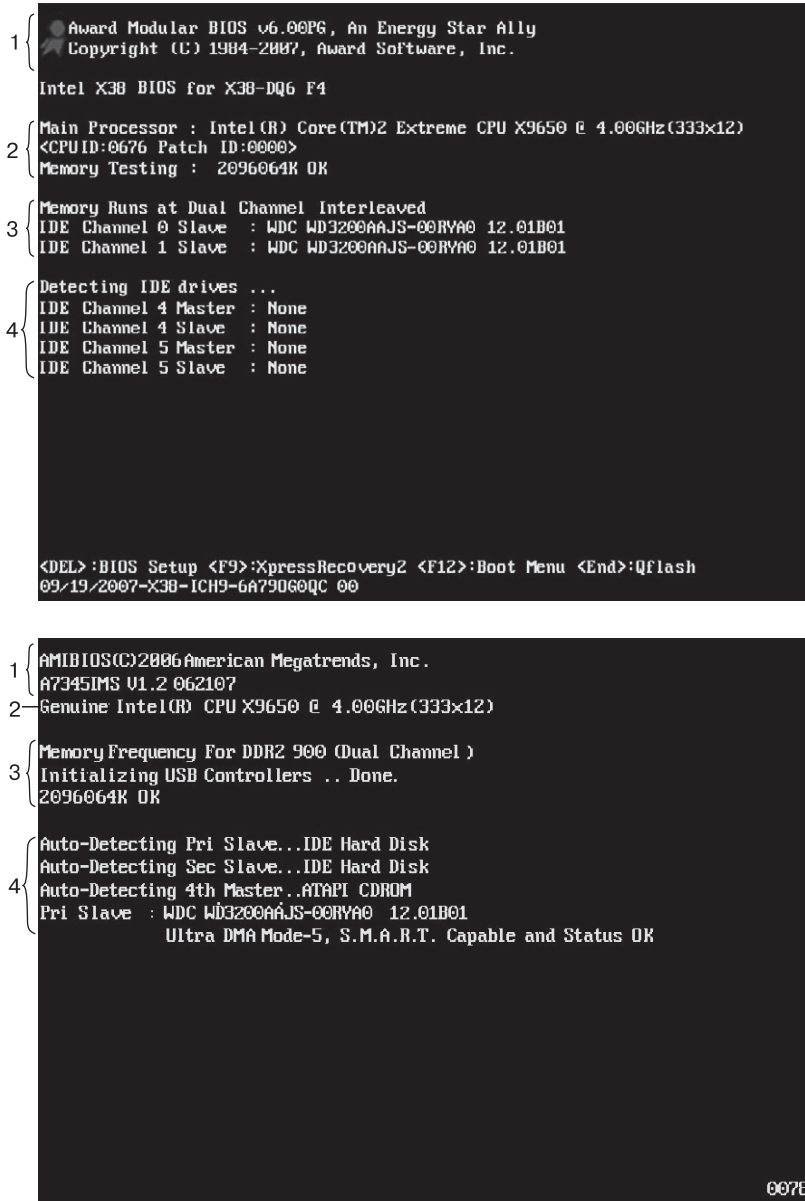 1
Award Modular BIOS v6.00PG, An Energy Star Ally
Copyright (C) 1984-2007, Award Software, Inc.
Intel X38 BIOS for X38-DQ6 F4
2
Main Processor : Intel(R) Core(TM)2 Extreme CPU X9650 @ 4.00GHz(333x12)
<CPUID:0676 Patch ID:0000>
Memory Testing : 2096064K OK
3
Memory Runs at Dual Channel Interleaved
IDE Channel 0 Slave : WDC WD3200AAJS-00RYA0 12.01B01
IDE Channel 1 Slave : WDC WD3200AAJS-00RYA0 12.01B01
4
Detecting IDE drives ...
IDE Channel 4 Master : None
IDE Channel 4 Slave : None
IDE Channel 5 Master : None
IDE Channel 5 Slave : None
<DEL>:BIOS Setup <F9>:XpressRecovery2 <F12>:Boot Menu <End>:Qflash
09/19/2007-X38-ICH9-6A790G0QC 00
1
AMIBIOS(C)2006 American Megatrends, Inc.
A7345IMS V1.2 062107
2
Genuine Intel(R) CPU X9650 @ 4.00GHz(333x12)
3
Memory Frequency For DDR2 900 (Dual Channel )
Initializing USB Controllers .. Done.
2096064K OK
4
Auto-Detecting Pri Slave...IDE Hard Disk
Auto-Detecting Sec Slave...IDE Hard Disk
Auto-Detecting 4th Master..ATAPI CDROM
Pri Slave : WDC WD3200AAJS-00RYA0 12.01B01
Ultra DMA Mode-5, S.M.A.R.T. Capable and Status OK
0078